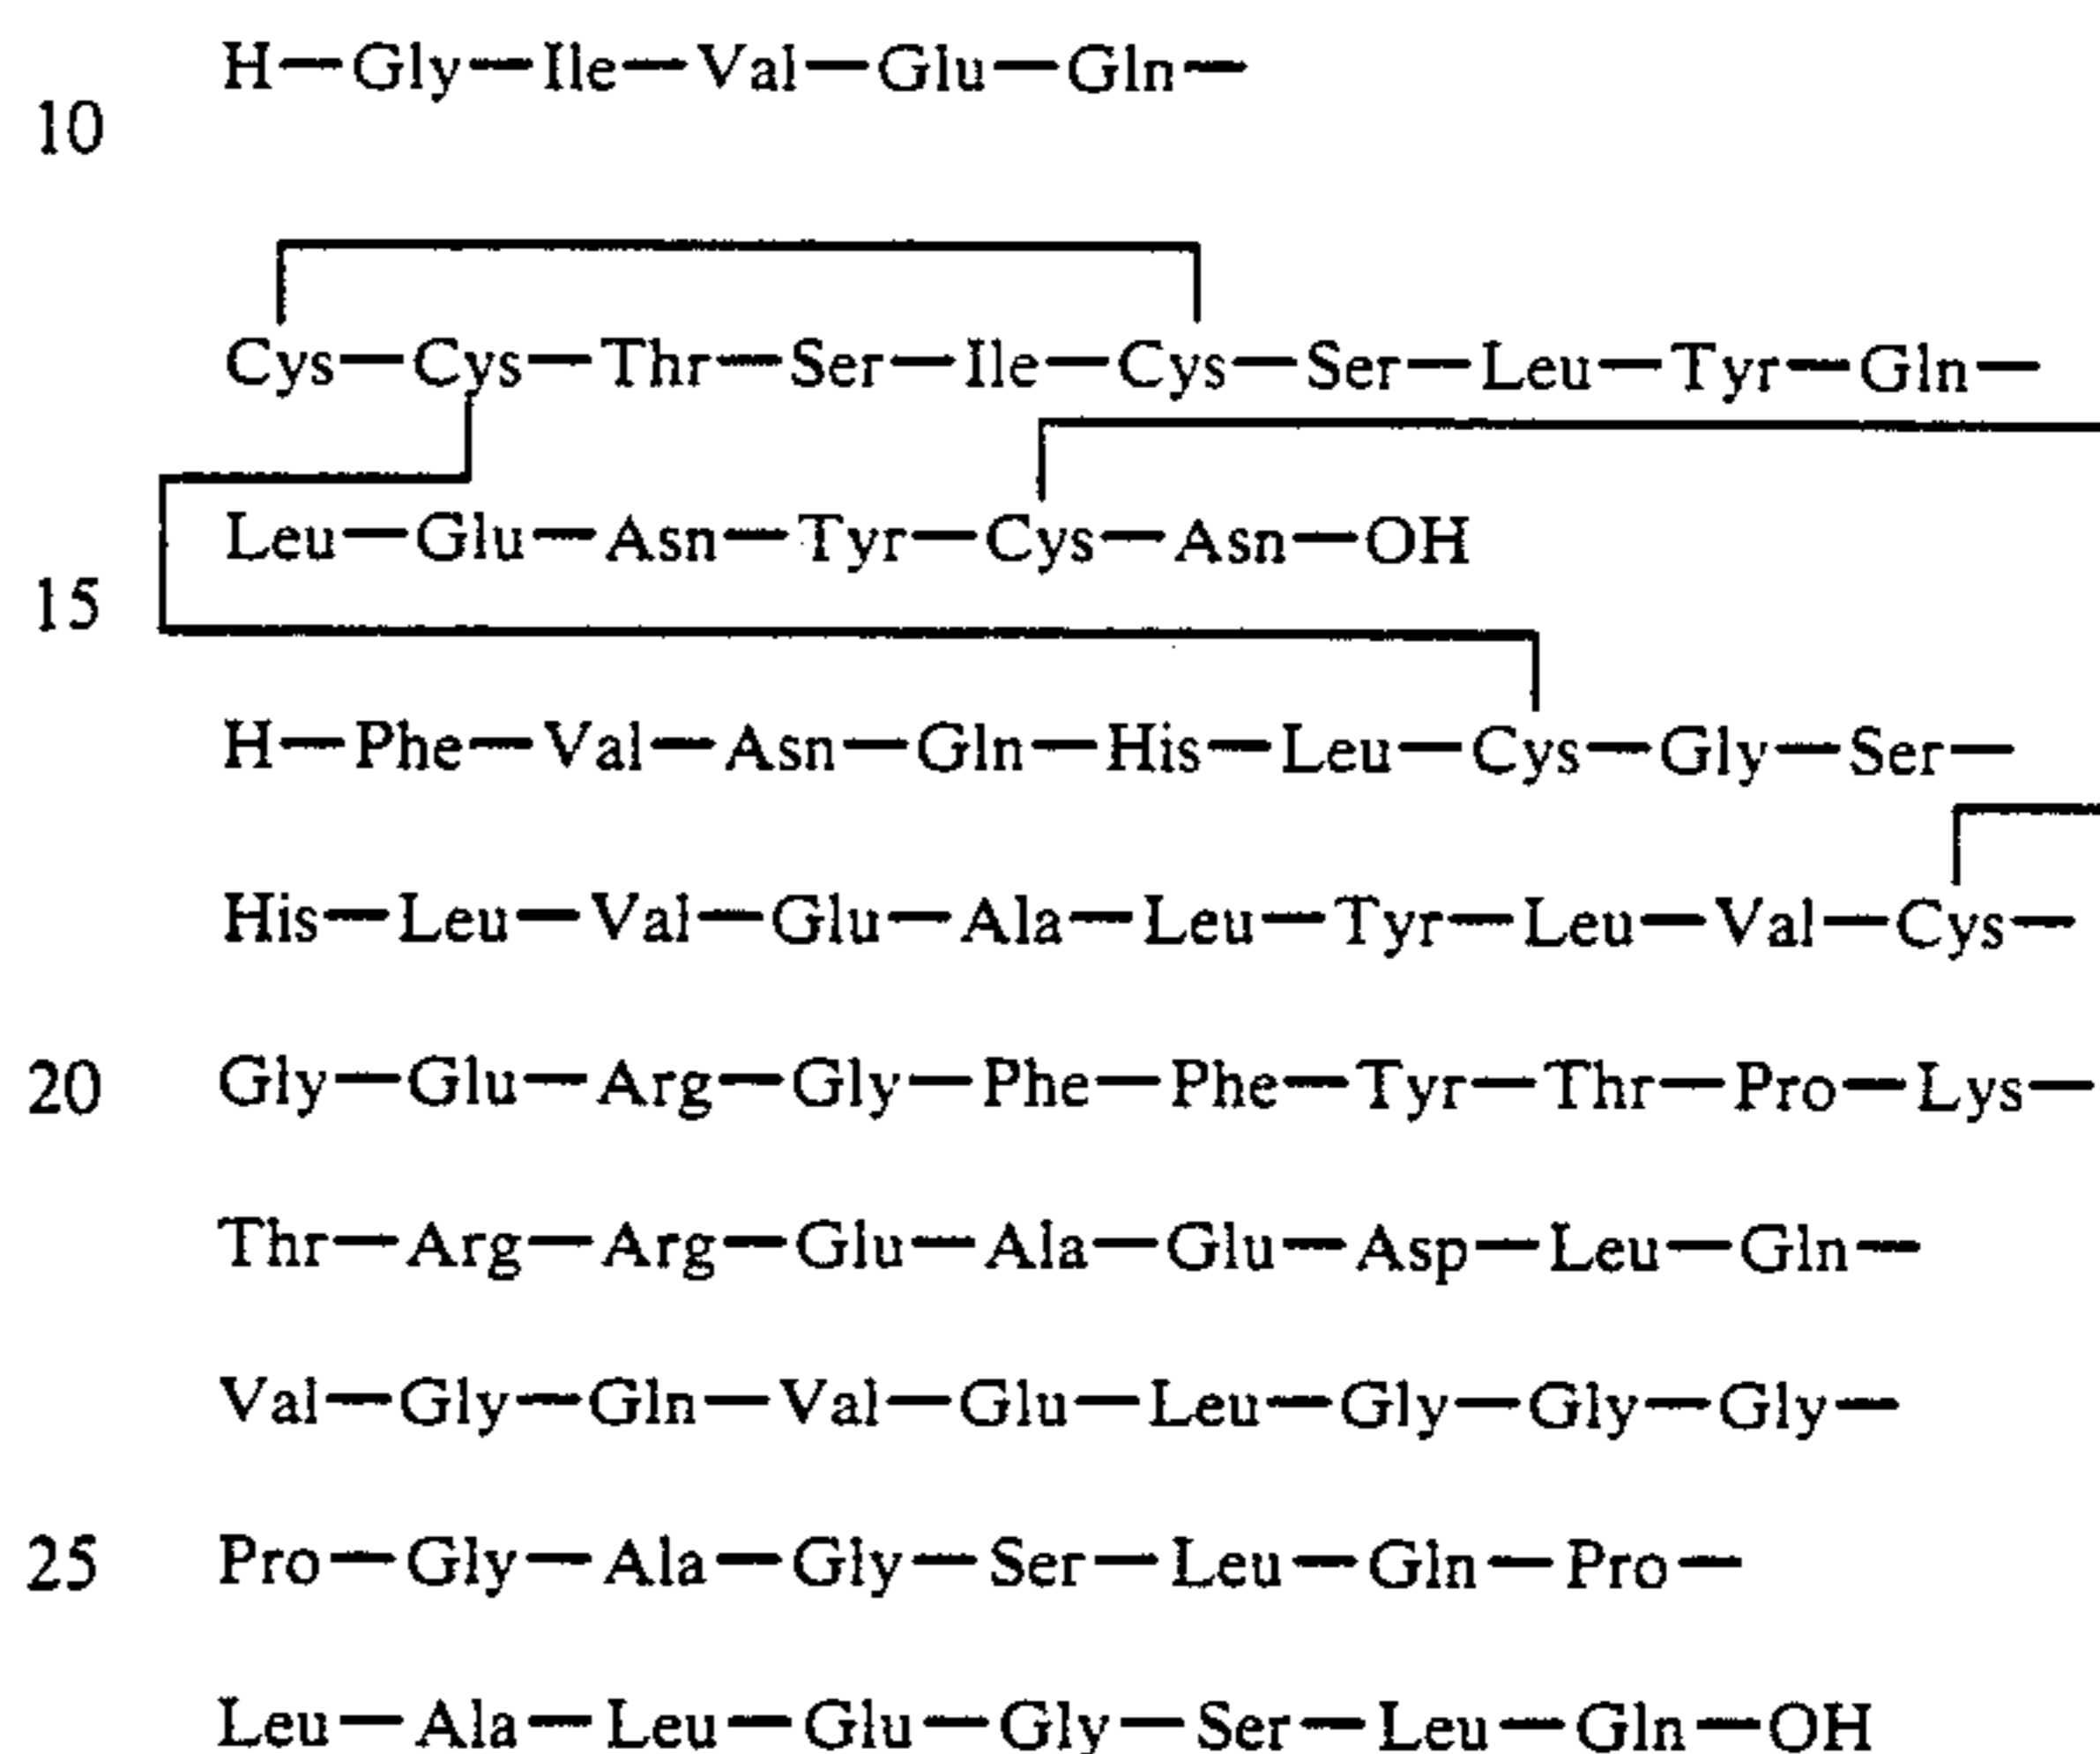 H—Gly—Ile—Val—Glu—Gln—
10
Cys—Cys—Thr—Ser—Ile—Cys—Ser—Leu—Tyr—Gln—
Leu—Glu—Asn—Tyr—Cys—Asn—OH
15
H—Phe—Val—Asn—Gln—His—Leu—Cys—Gly—Ser—
His—Leu—Val—Glu—Ala—Leu—Tyr—Leu—Val—Cys—
20 Gly—Glu—Arg—Gly—Phe—Phe—Tyr—Thr—Pro—Lys—
Thr—Arg—Arg—Glu—Ala—Glu—Asp—Leu—Gln—
Val—Gly—Gln—Val—Glu—Leu—Gly—Gly—Gly—
25 Pro—Gly—Ala—Gly—Ser—Leu—Gln—Pro—
Leu—Ala—Leu—Glu—Gly—Ser—Leu—Gln—OH